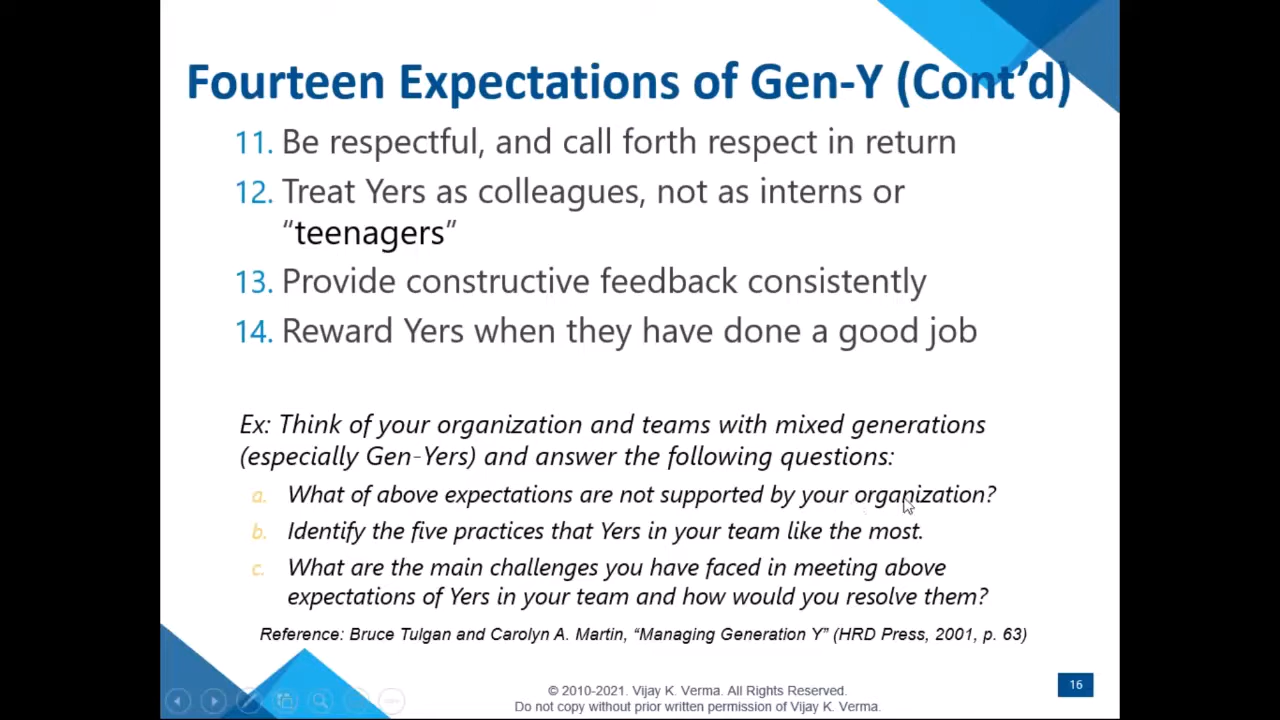 Fourteen Expectations of Gen-Y (Cont’d)
11. Be respectful, and call forth respect in return
12. Treat Yers as colleagues, not as interns or
“teenagers”
13. Provide constructive feedback consistently
14. Reward Yers when they have done a good job
Ex: Think of your organization and teams with mixed generations
(especially Gen-Yers) and answer the following questions:
a. What of above expectations are not supported by your organization?
b. Identify the five practices that Yers in your team like the most.
c. What are the main challenges you have faced in meeting above
expectations of Yers in your team and how would you resolve them?
Reference: Bruce Tulgan and Carolyn A. Martin, “Managing Generation Y” (HRD Press, 2001, p. 63)
© 2010-2021. Vijay K. Verma. All Rights Reserved.
Do not copy without prior written permission of Vijay K. Verma.
16